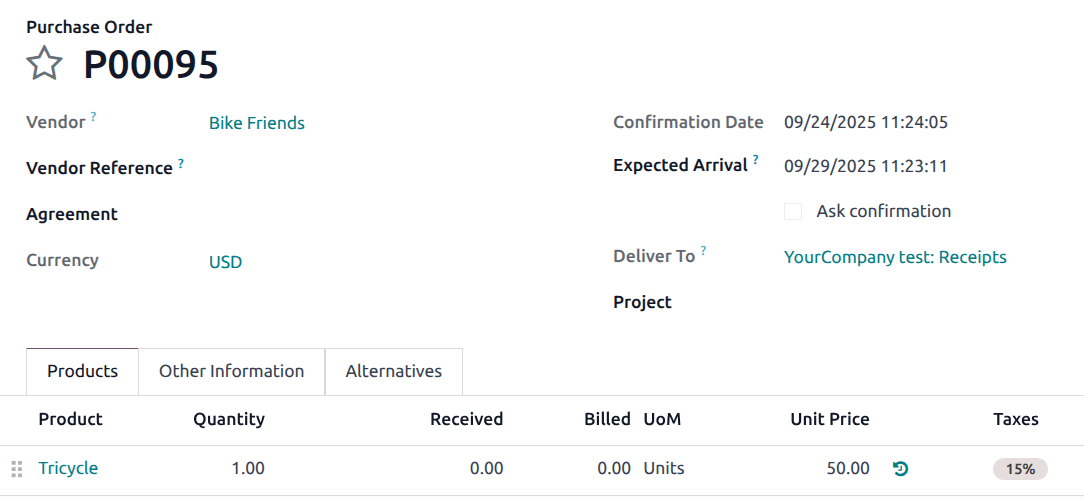 Purchase Order
P00095
Vendor ? Bike Friends
Confirmation Date 09/24/2025 11:24:05
Vendor Reference ?
Expected Arrival ? 09/29/2025 11:23:11
Agreement
Ask confirmation
Currency USD
Deliver To ? YourCompany test: Receipts
Project
Products Other Information Alternatives
Product Quantity Received Billed UoM Unit Price Taxes
Tricycle 1.00 0.00 0.00 Units 50.00 15%